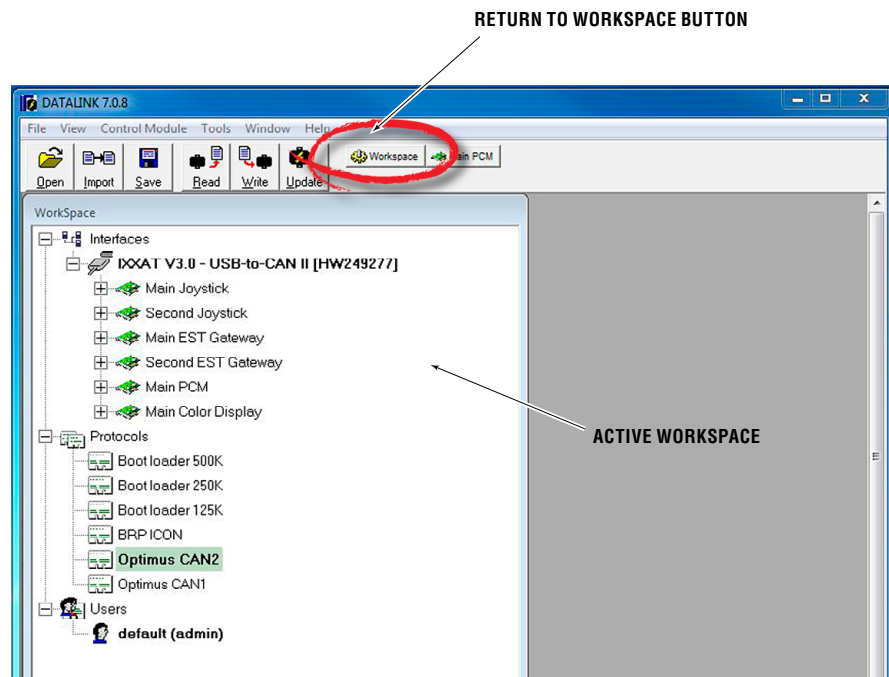 RETURN TO WORKSPACE BUTTON
DATALINK 7.0.8
File View Control Module Tools Window Help
Open Import Save Read Write Update Workspace Main PCM
WorkSpace
Interfaces
IXXAT V3.0 - USB-to-CAN II [HW249277]
Main Joystick
Second Joystick
Main EST Gateway
Second EST Gateway
Main PCM
Main Color Display
Protocols
Boot loader 500K
Boot loader 250K
Boot loader 125K
BRP ICON
Optimus CAN2
Optimus CAN1
Users
default (admin)
ACTIVE WORKSPACE